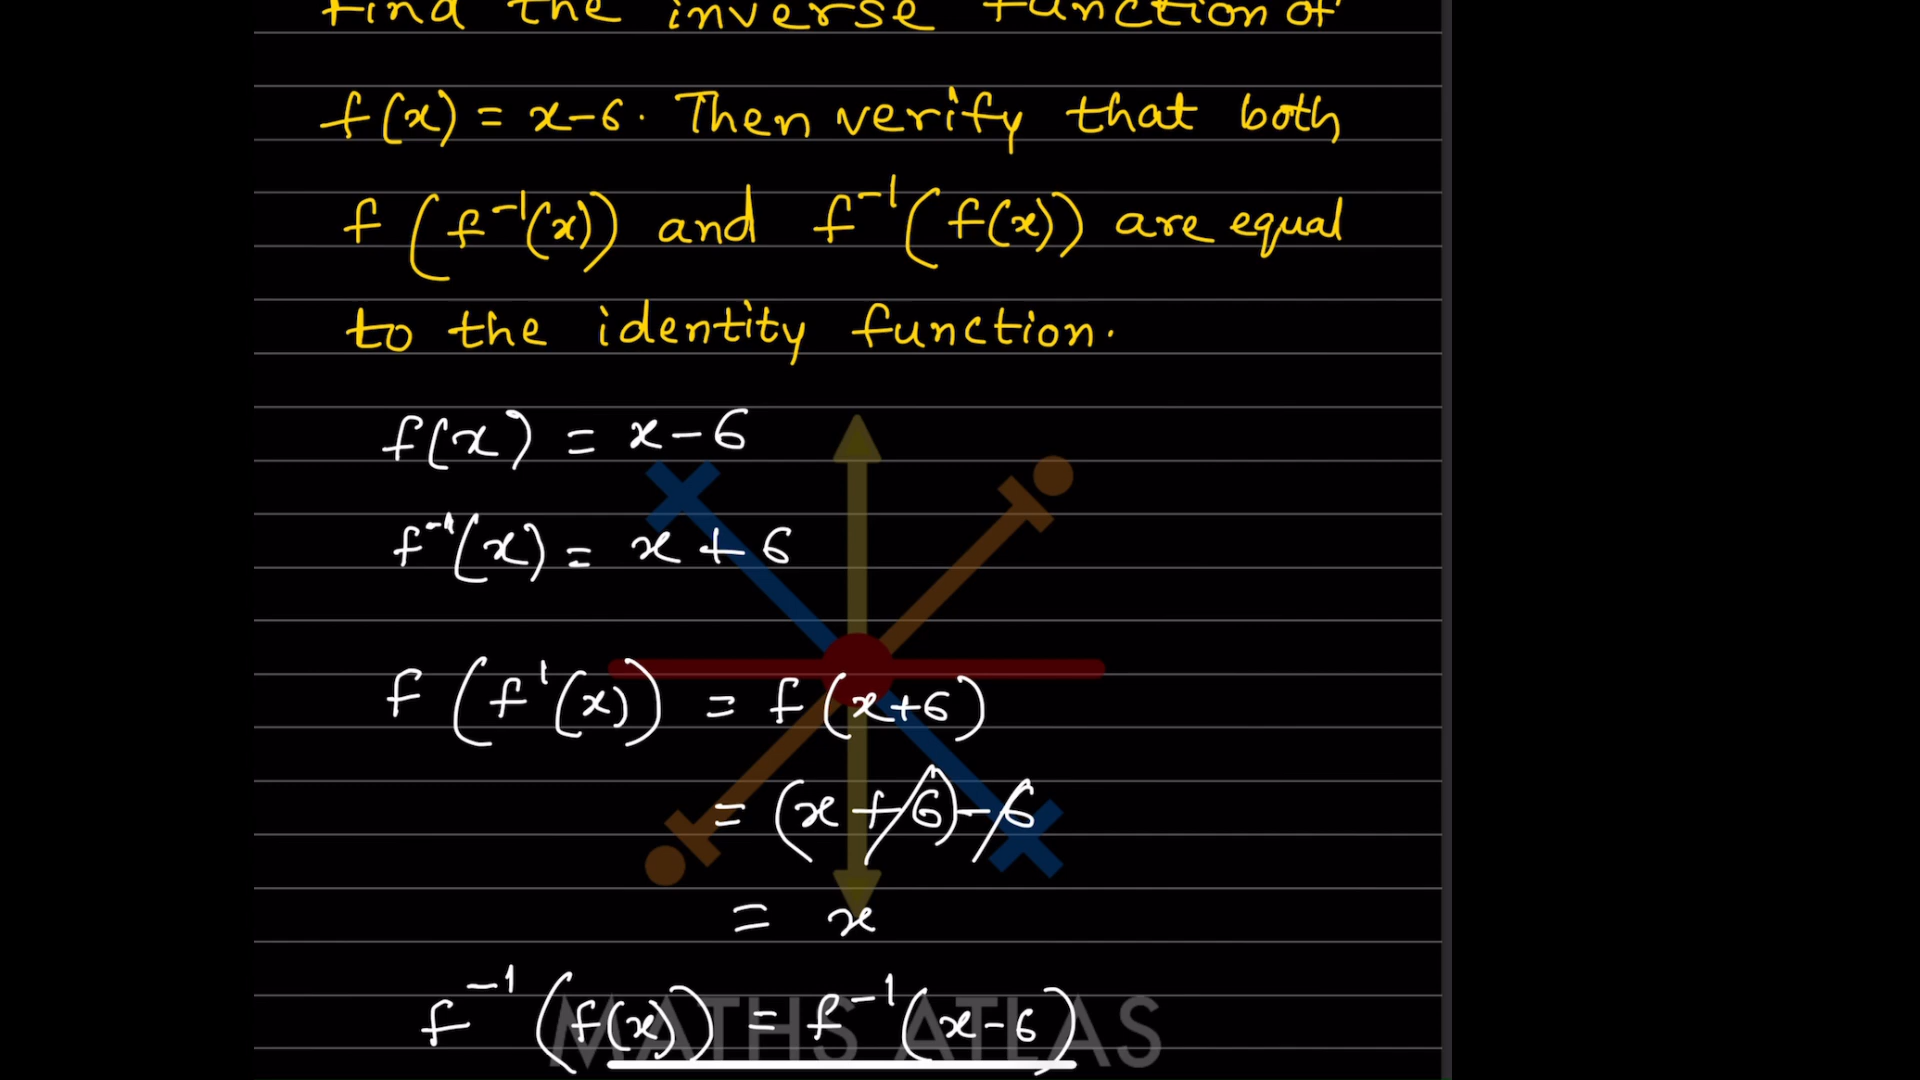 Find the inverse function of
f(x) = x-6. Then verify that both
f(f⁻¹(x)) and f⁻¹(f(x)) are equal
to the identity function.
f(x) = x-6
f⁻¹(x) = x+6
f(f'(x)) = f(x+6)
= (x+6)-6
= x
f⁻¹(f(x)) = f⁻¹(x-6)
MATHS ATLAS